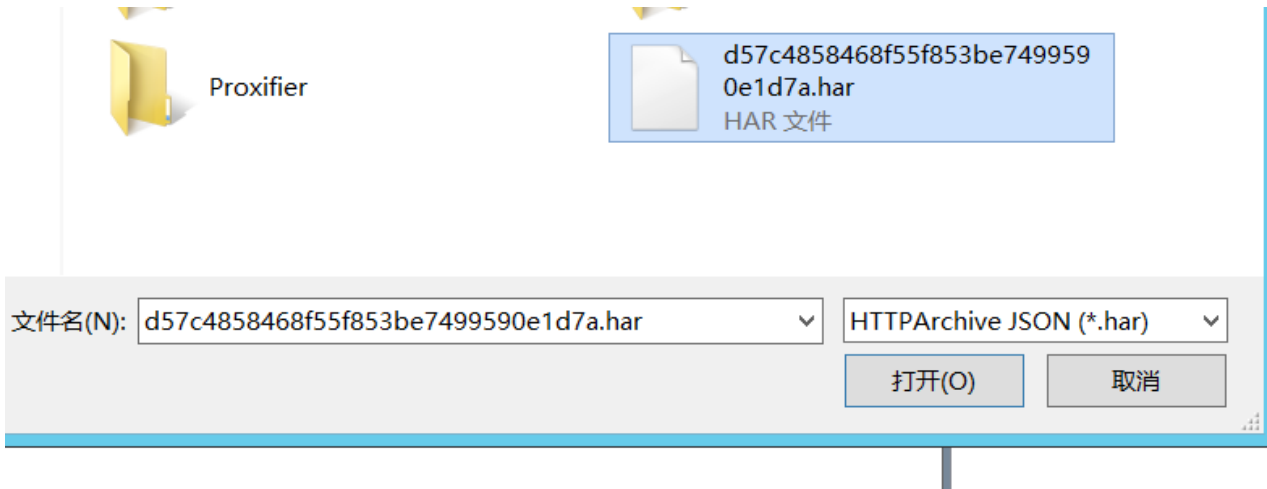 Proxifier
d57c4858468f55f853be749959
0e1d7a.har
HAR 文件
文件名(N): d57c4858468f55f853be7499590e1d7a.har HTTPArchive JSON (*.har)
打开(O) 取消